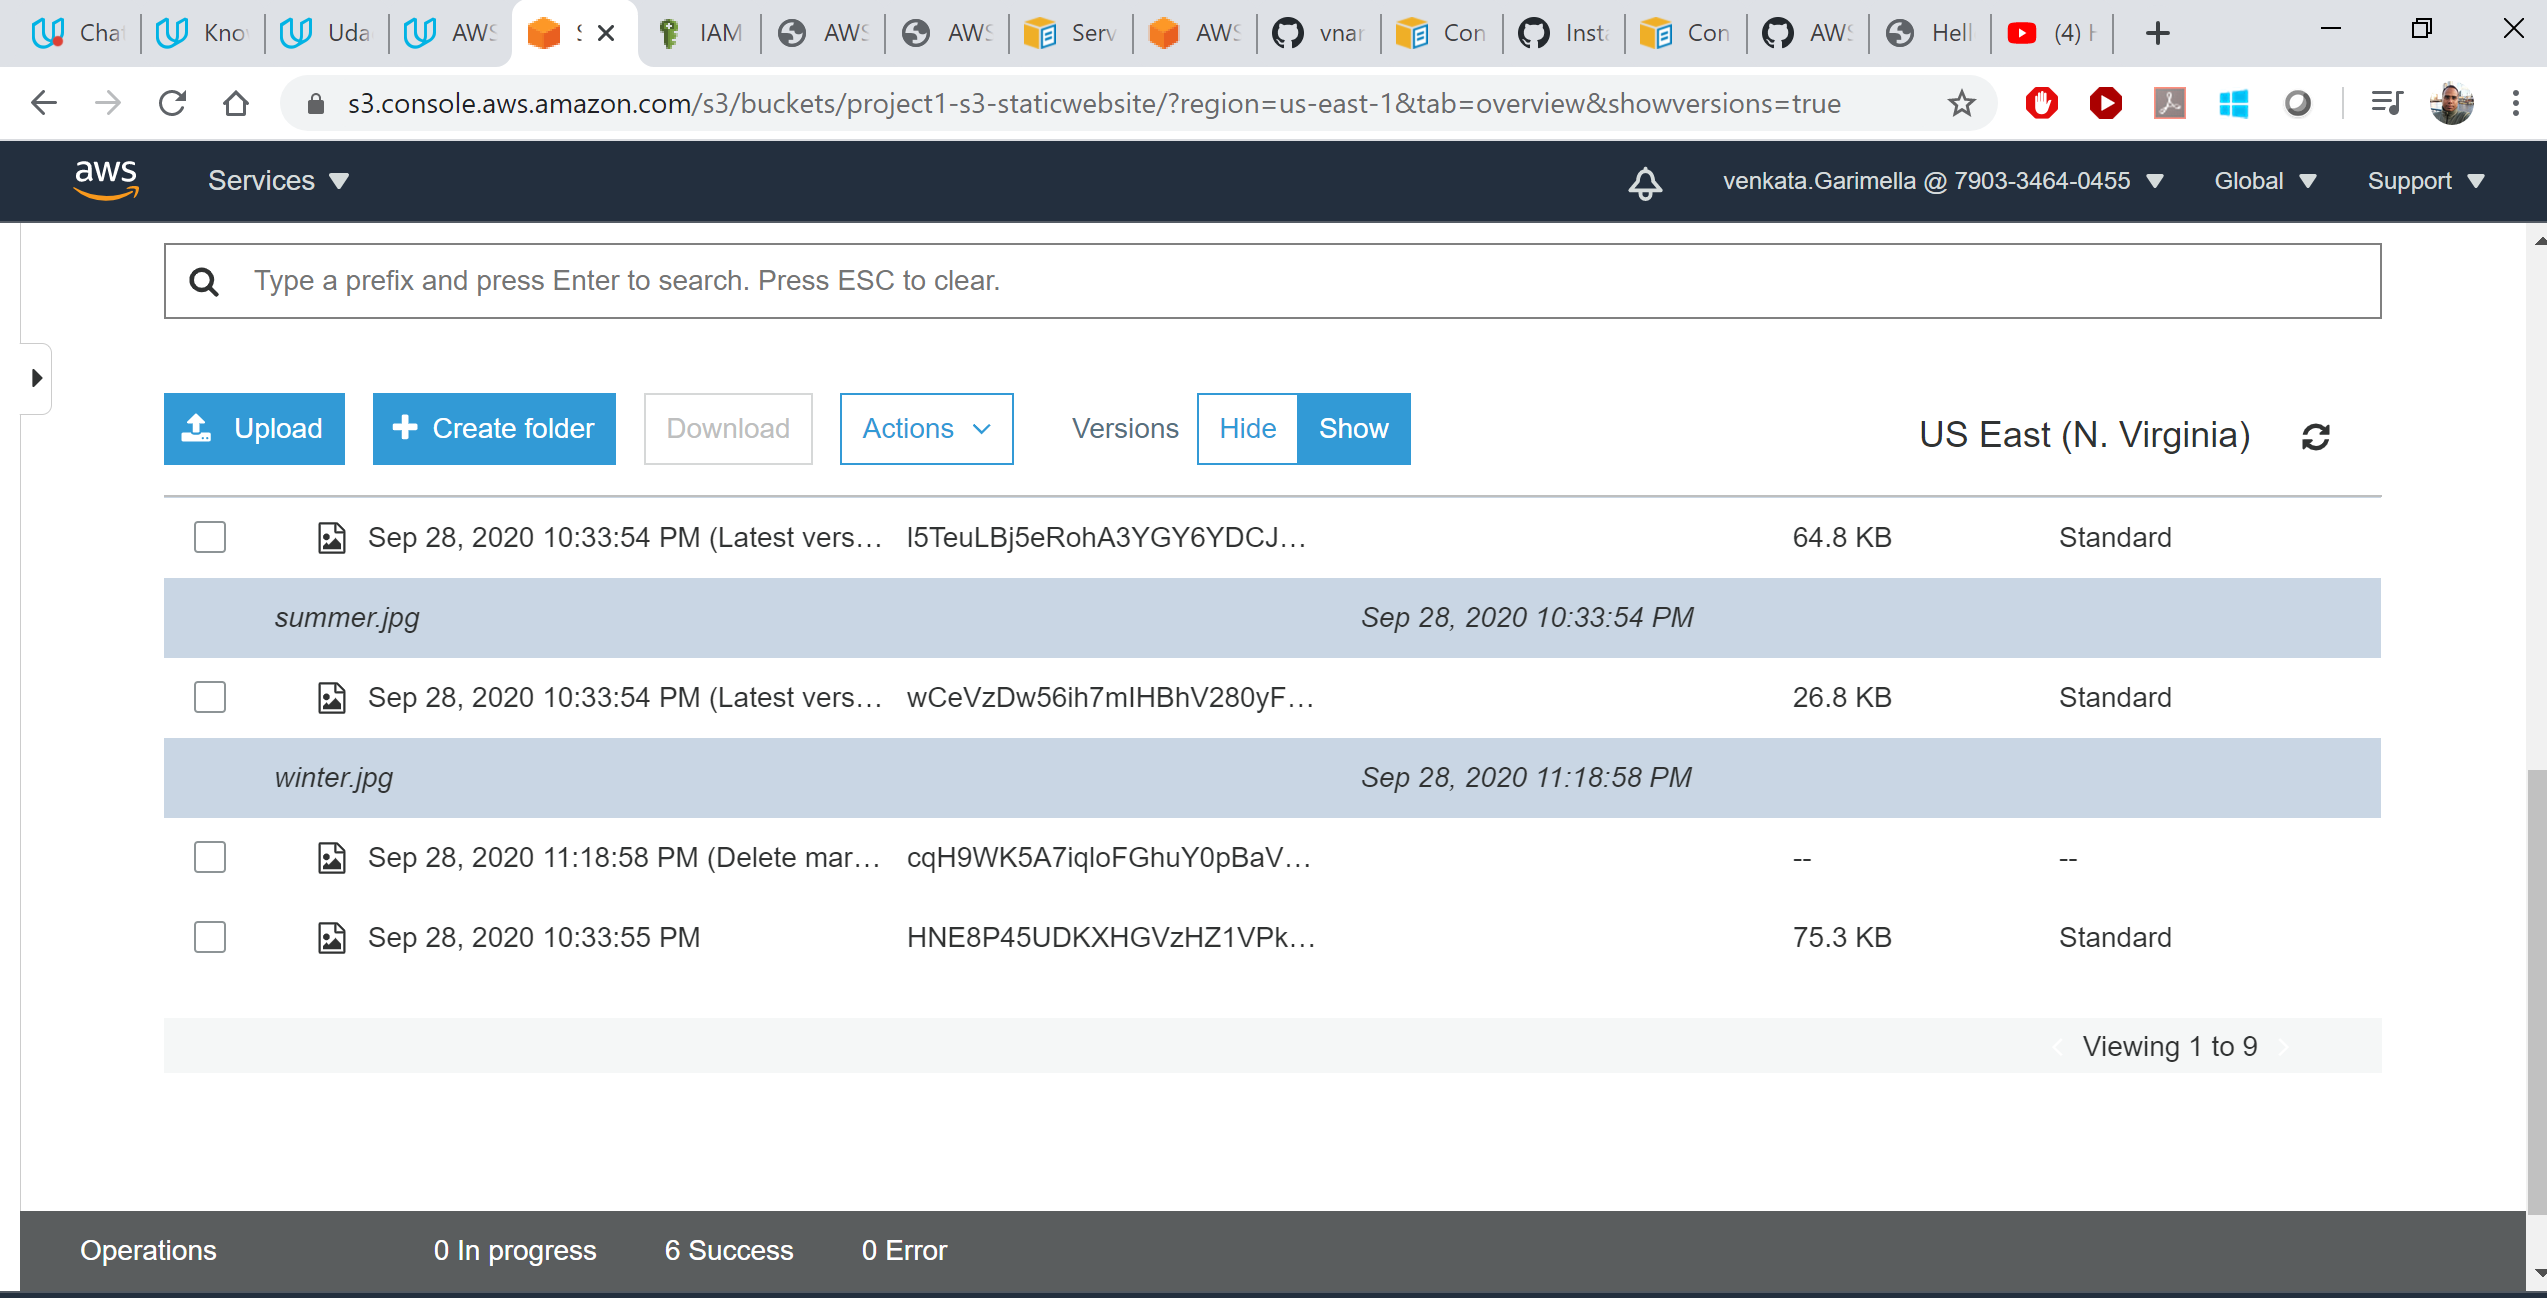 Cha Kno Uda AWS S IAM AWS AWS Serv AWS vnar Con Insta Con AWS Hell (4) H
s3.console.aws.amazon.com/s3/buckets/project1-s3-staticwebsite/?region=us-east-1&tab=overview&showversions=true
aws Services venkata.Garimella @ 7903-3464-0455 Global Support
Type a prefix and press Enter to search. Press ESC to clear.
Upload Create folder Download Actions Versions Hide Show US East (N. Virginia)
Sep 28, 2020 10:33:54 PM (Latest vers... l5TeuLBj5eRohA3YGY6YDCJ... 64.8 KB Standard
summer.jpg Sep 28, 2020 10:33:54 PM
Sep 28, 2020 10:33:54 PM (Latest vers... wCeVzDw56ih7mIHBhV280yF... 26.8 KB Standard
winter.jpg Sep 28, 2020 11:18:58 PM
Sep 28, 2020 11:18:58 PM (Delete mar... cqH9WK5A7iqloFGhuY0pBaV... -- --
Sep 28, 2020 10:33:55 PM HNE8P45UDKXHGVzHZ1VPk... 75.3 KB Standard
Viewing 1 to 9
Operations 0 In progress 6 Success 0 Error